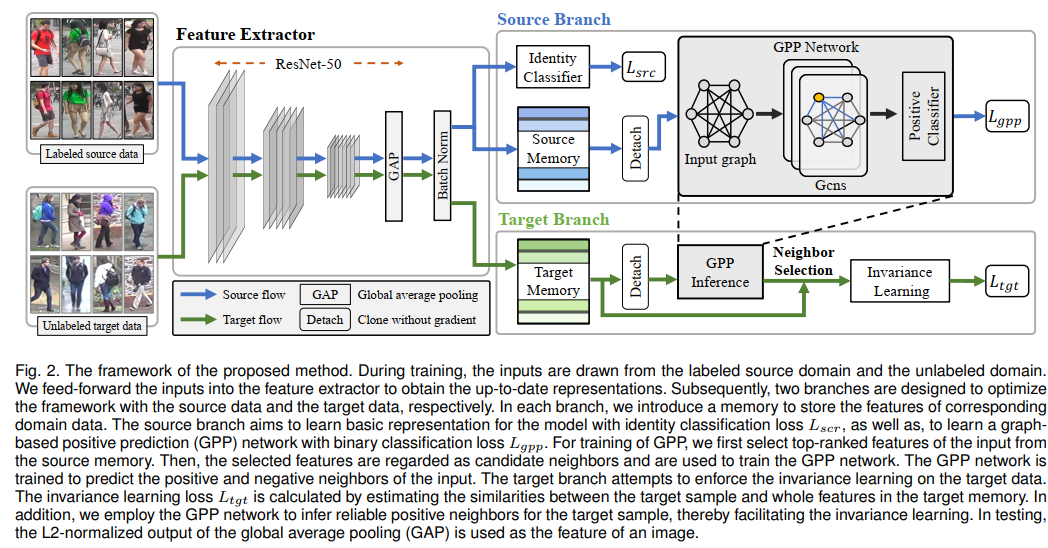 Source Branch
Feature Extractor
ResNet-50
Labeled source data
Unlabeled target data
GAP
Batch Norm
Identity
Classifier
Lsrc
Source
Memory
Detach
GPP Network
Input graph
Gcns
Positive
Classifier
Lgpp
Target Branch
Target
Memory
Detach
GPP
Inference
Neighbor
Selection
Invariance
Learning
Ltgt
Source flow
GAP
Global average pooling
Target flow
Detach
Clone without gradient
Fig. 2. The framework of the proposed method. During training, the inputs are drawn from the labeled source domain and the unlabeled domain.
We feed-forward the inputs into the feature extractor to obtain the up-to-date representations. Subsequently, two branches are designed to optimize
the framework with the source data and the target data, respectively. In each branch, we introduce a memory to store the features of corresponding
domain data. The source branch aims to learn basic representation for the model with identity classification loss Lscr, as well as, to learn a graph-
based positive prediction (GPP) network with binary classification loss Lgpp. For training of GPP, we first select top-ranked features of the input from
the source memory. Then, the selected features are regarded as candidate neighbors and are used to train the GPP network. The GPP network is
trained to predict the positive and negative neighbors of the input. The target branch attempts to enforce the invariance learning on the target data.
The invariance learning loss Ltgt is calculated by estimating the similarities between the target sample and whole features in the target memory. In
addition, we employ the GPP network to infer reliable positive neighbors for the target sample, thereby facilitating the invariance learning. In testing,
the L2-normalized output of the global average pooling (GAP) is used as the feature of an image.